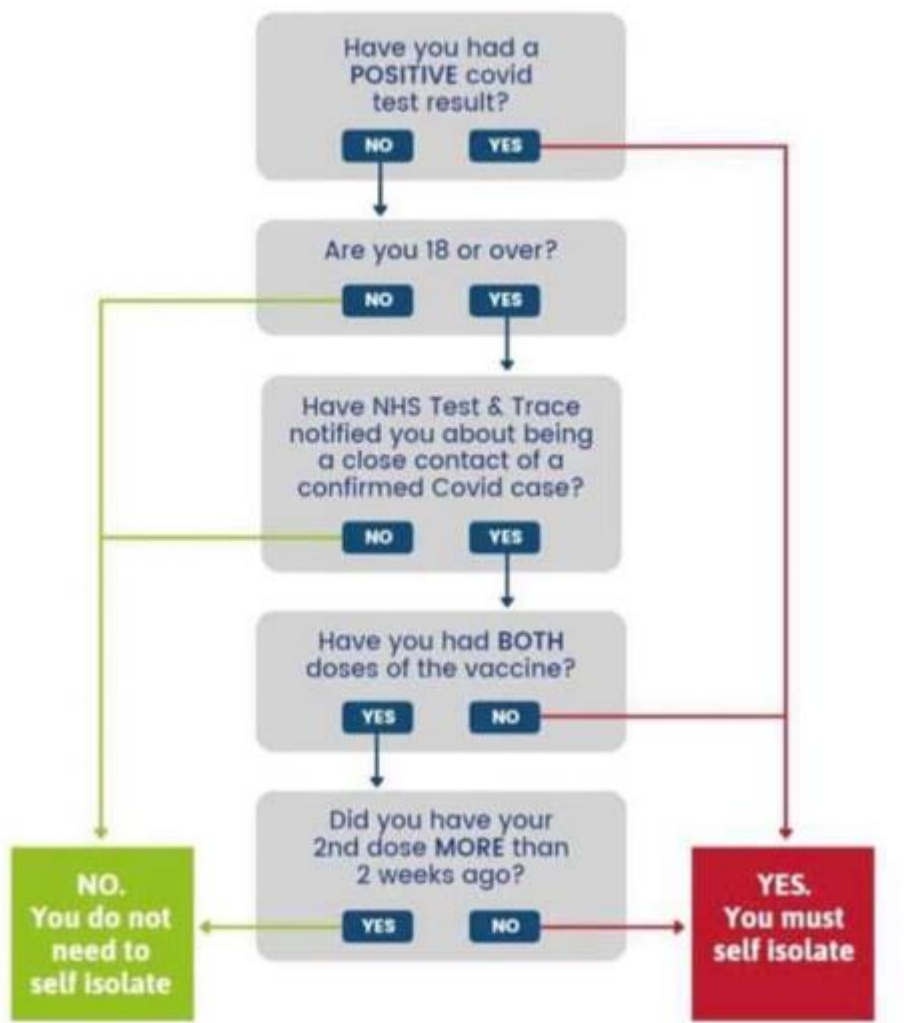 Have you had a
POSITIVE covid
test result?
NO YES
Are you 18 or over?
NO YES
Have NHS Test & Trace
notified you about being
a close contact of a
confirmed Covid case?
NO YES
Have you had BOTH
doses of the vaccine?
YES NO
Did you have your
2nd dose MORE than
2 weeks ago?
YES NO
NO.
You do not
need to
self isolate
YES.
You must
self isolate